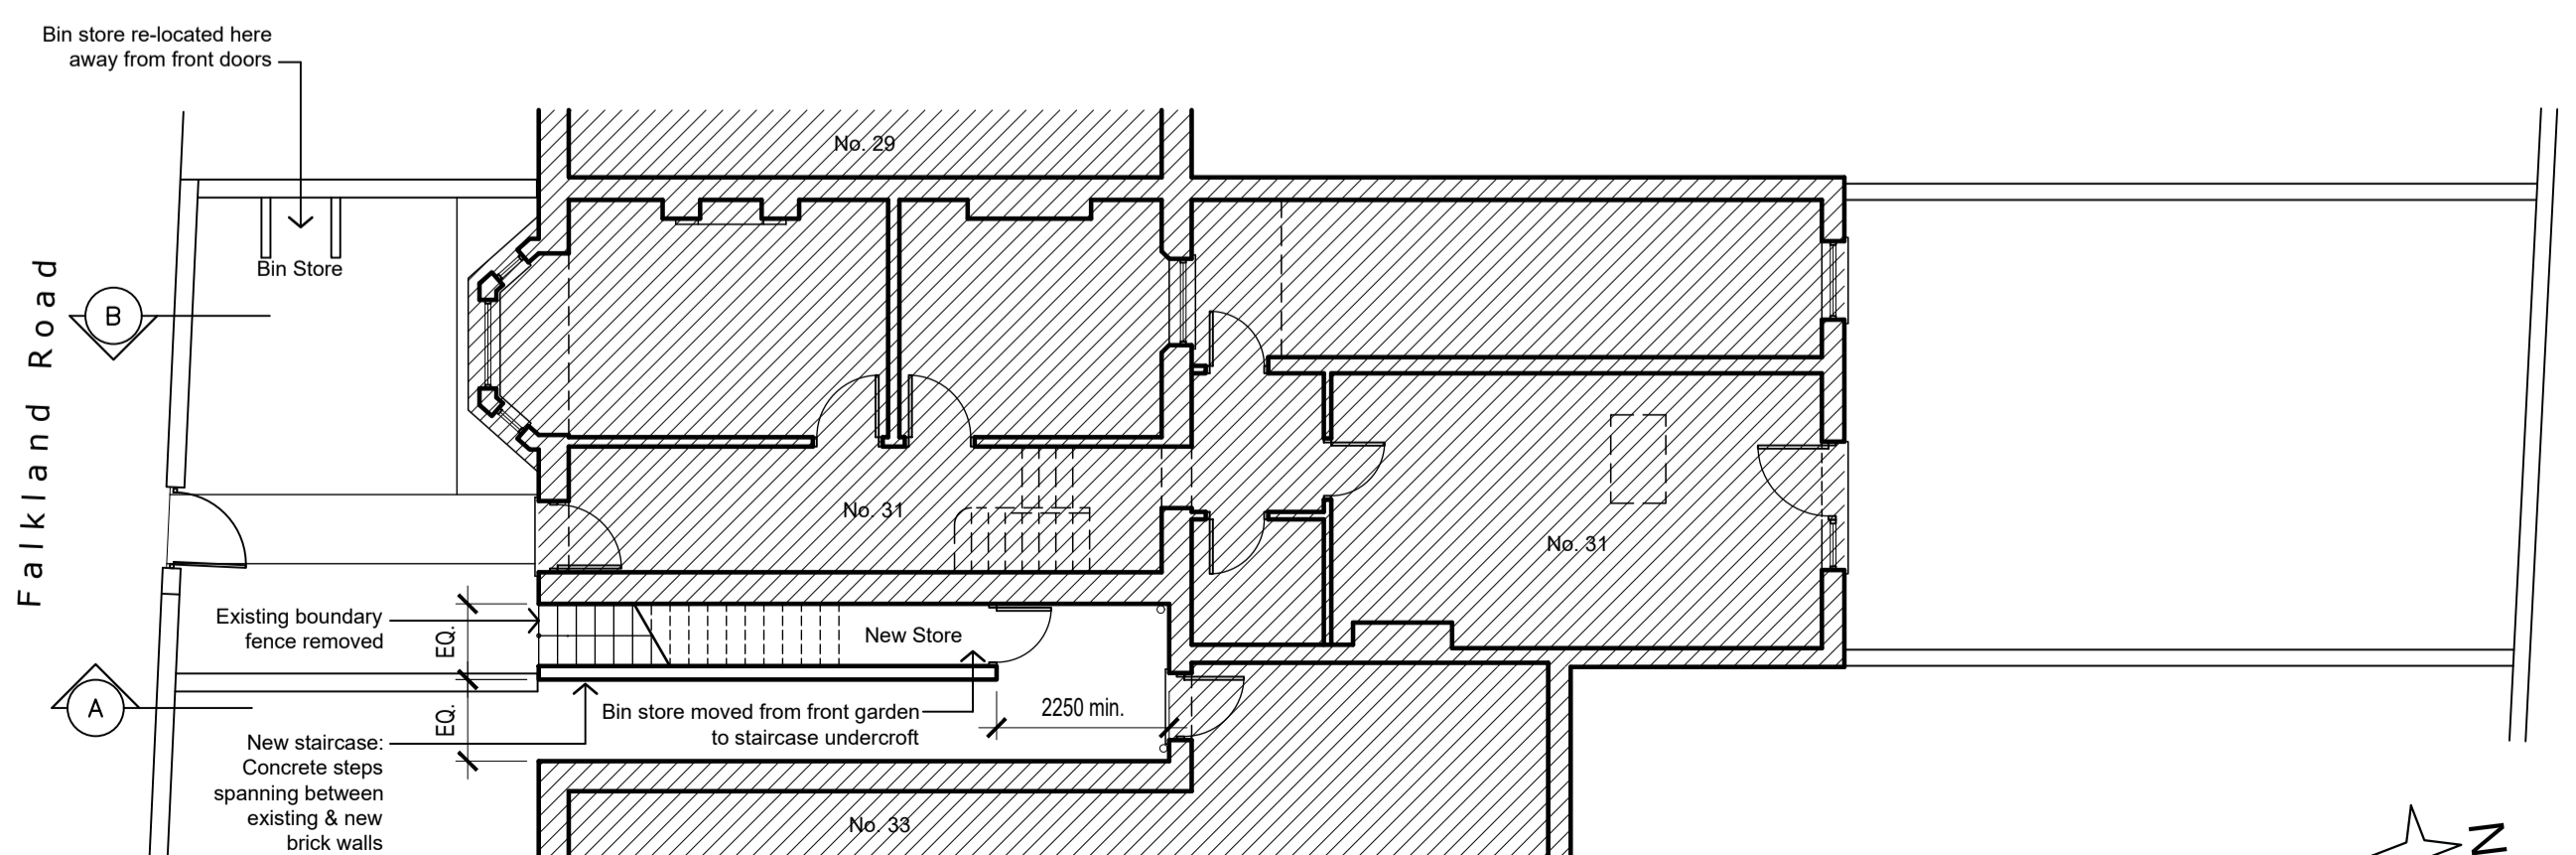 Bin store re-located here
away from front doors
No. 29
Bin Store
Falkland Road
B
No. 31
No. 31
Existing boundary
fence removed
EQ.
New Store
A
EQ.
Bin store moved from front garden
to staircase undercroft
2250 min.
New staircase:
Concrete steps
spanning between
existing & new
brick walls
No. 33
N